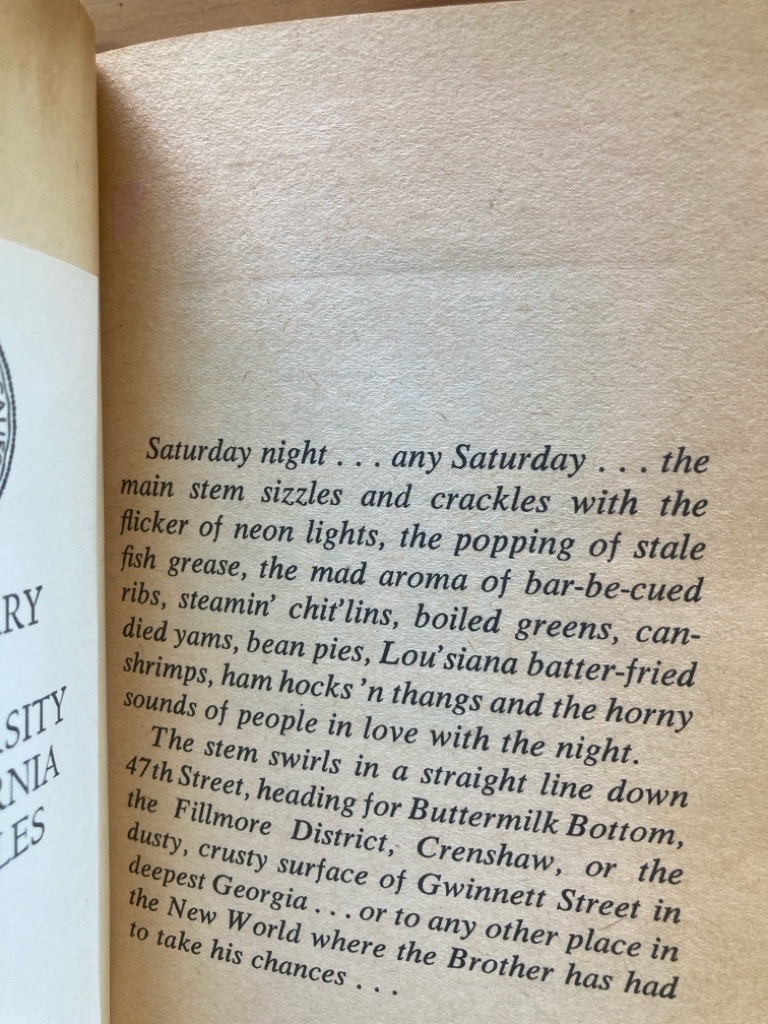 RY
RSITY
RNIA
LES
Saturday night . . . any Saturday . . . the
main stem sizzles and crackles with the
flicker of neon lights, the popping of stale
fish grease, the mad aroma of bar-be-cued
ribs, steamin' chit'lins, boiled greens, can-
died yams, bean pies, Lou'siana batter-fried
shrimps, ham hocks 'n thangs and the horny
sounds of people in love with the night.
The stem swirls in a straight line down
47th Street, heading for Buttermilk Bottom,
the Fillmore District, Crenshaw, or the
dusty, crusty surface of Gwinnett Street in
deepest Georgia . . . or to any other place in
the New World where the Brother has had
to take his chances . . .